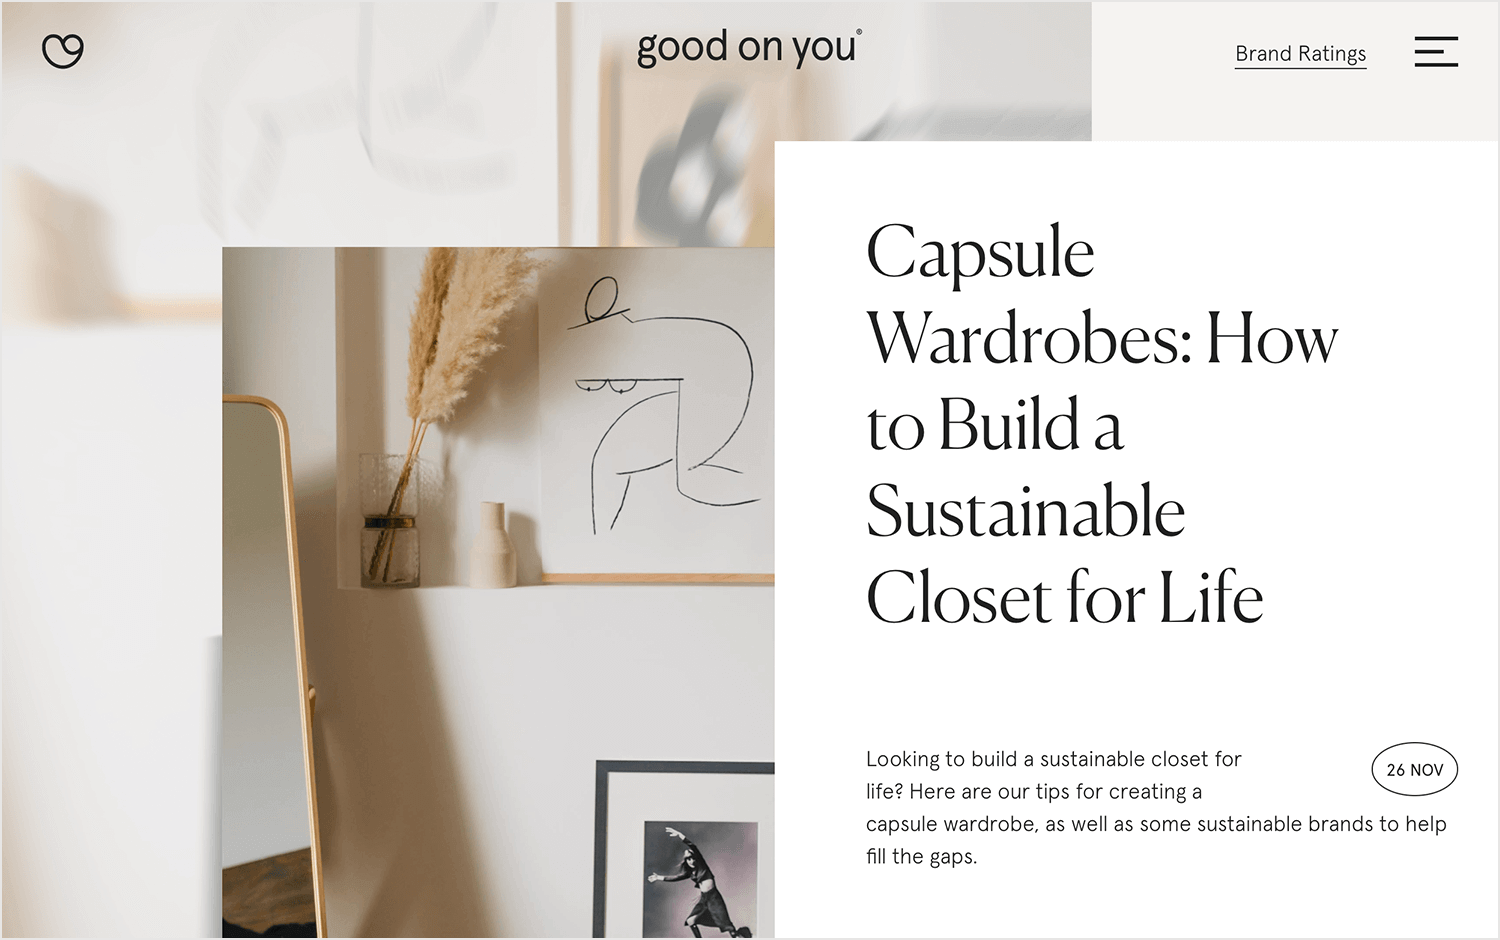 good on you®
Brand Ratings
Capsule
Wardrobes: How
to Build a
Sustainable
Closet for Life
Looking to build a sustainable closet for
life? Here are our tips for creating a
capsule wardrobe, as well as some sustainable brands to help
fill the gaps.
26 NOV